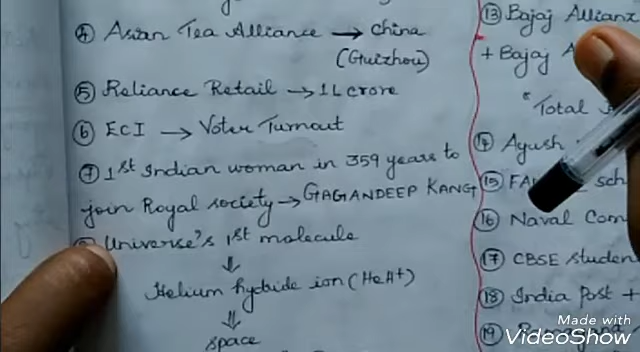 ④ Asian Tea Alliance → china
(Guizhou)
⑤ Reliance Retail → 1L crore
⑥ ECI → Voter Turnout
⑦ 1st Indian woman in 359 years to
join Royal society → GAGANDEEP KANG
Universe's 1st molecule
⇓
Helium hybide ion (HeH+)
⇓
space
⑬ Bajaj Allianz
+ Bajaj A
Total
⑭ Ayush
⑮ sch
⑯ Naval Com
⑰ CBSE studen
⑱ India Post +
⑲
Made with
VideoShow